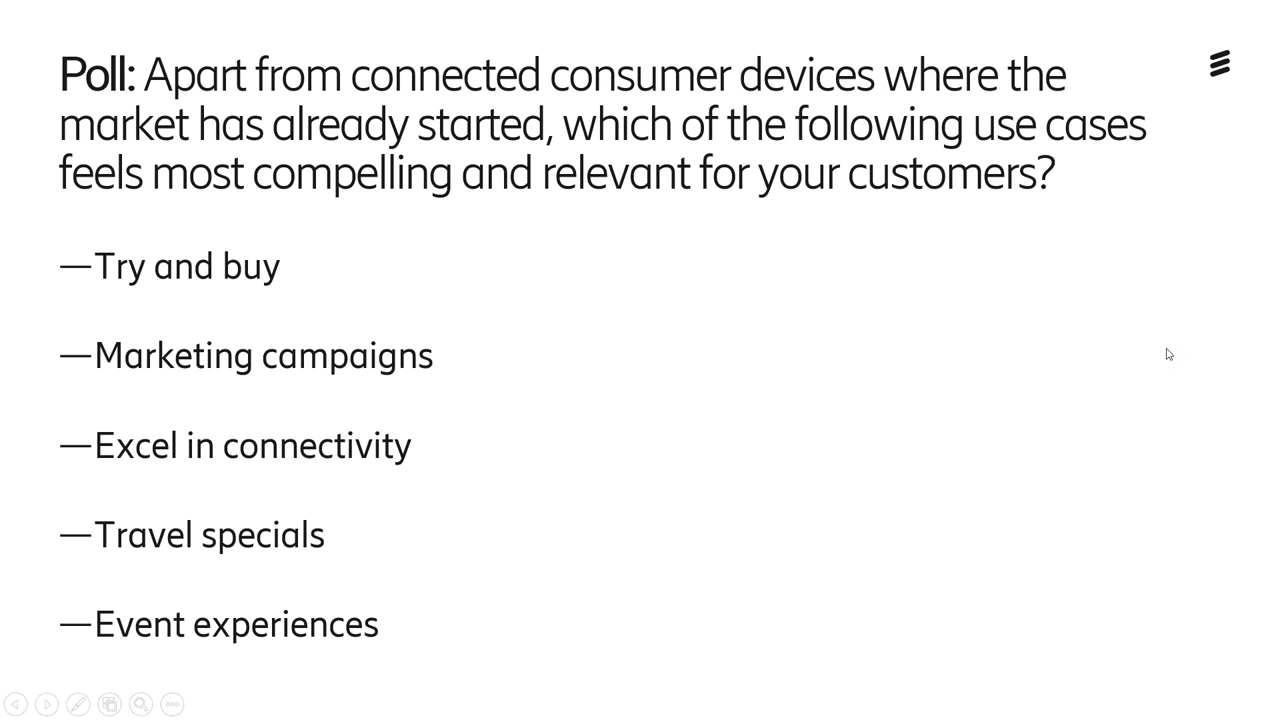 Poll: Apart from connected consumer devices where the
market has already started, which of the following use cases
feels most compelling and relevant for your customers?
—Try and buy
—Marketing campaigns
—Excel in connectivity
—Travel specials
—Event experiences